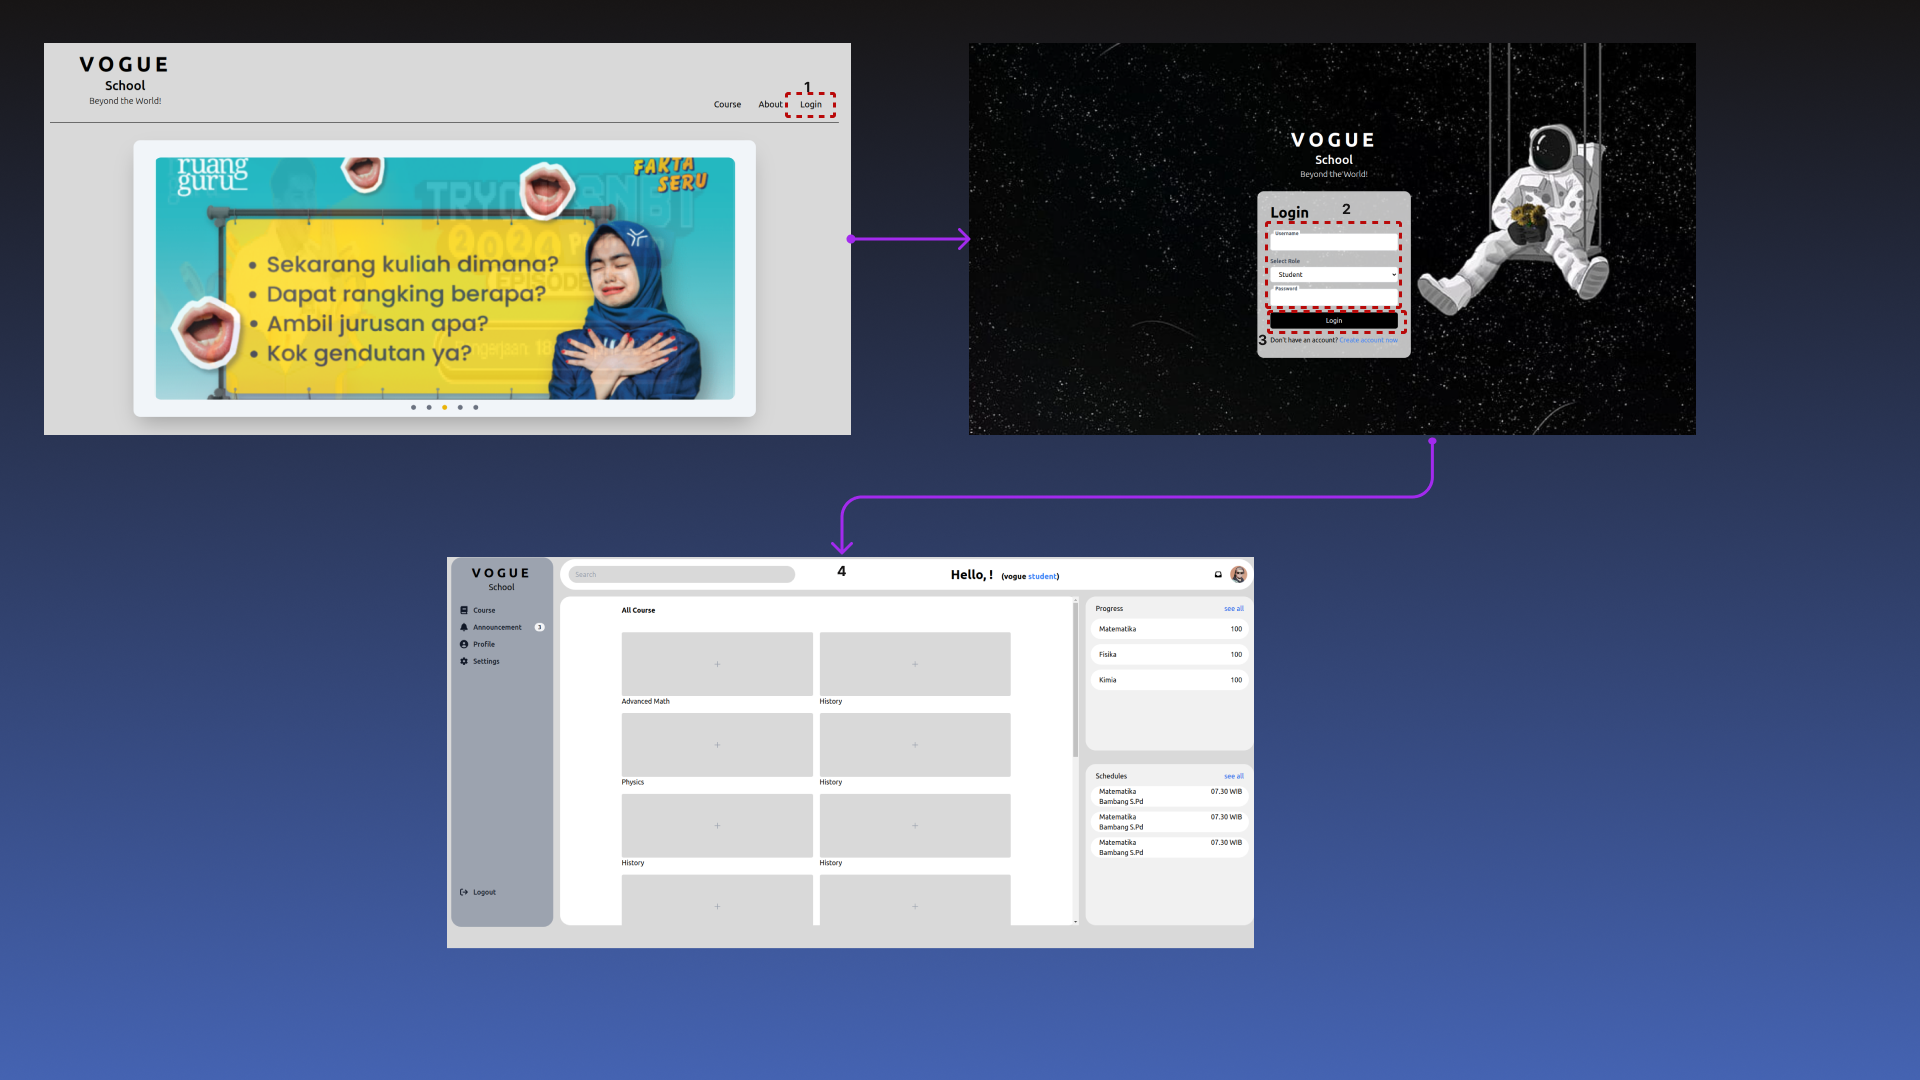 VOGUE
School
Beyond the World!
1
Course About Login
ruang
guru
FAKTA
SERU
TRYOUT SNBT
2024
EPISODE
Pengerjaan: 18
• Sekarang kuliah dimana?
• Dapat rangking berapa?
• Ambil jurusan apa?
• Kok gendutan ya?
VOGUE
School
Beyond the World!
Login 2
Username
Select Role
Student
Password
Login
3 Don't have an account? Create account now
VOGUE
School
Course
Announcement 3
Profile
Settings
Logout
Search
4
Hello, ! (vogue student)
All Course
Advanced Math
History
Physics
History
History
History
Progress see all
Matematika 100
Fisika 100
Kimia 100
Schedules see all
Matematika 07.30 WIB
Bambang S.Pd
Matematika 07.30 WIB
Bambang S.Pd
Matematika 07.30 WIB
Bambang S.Pd